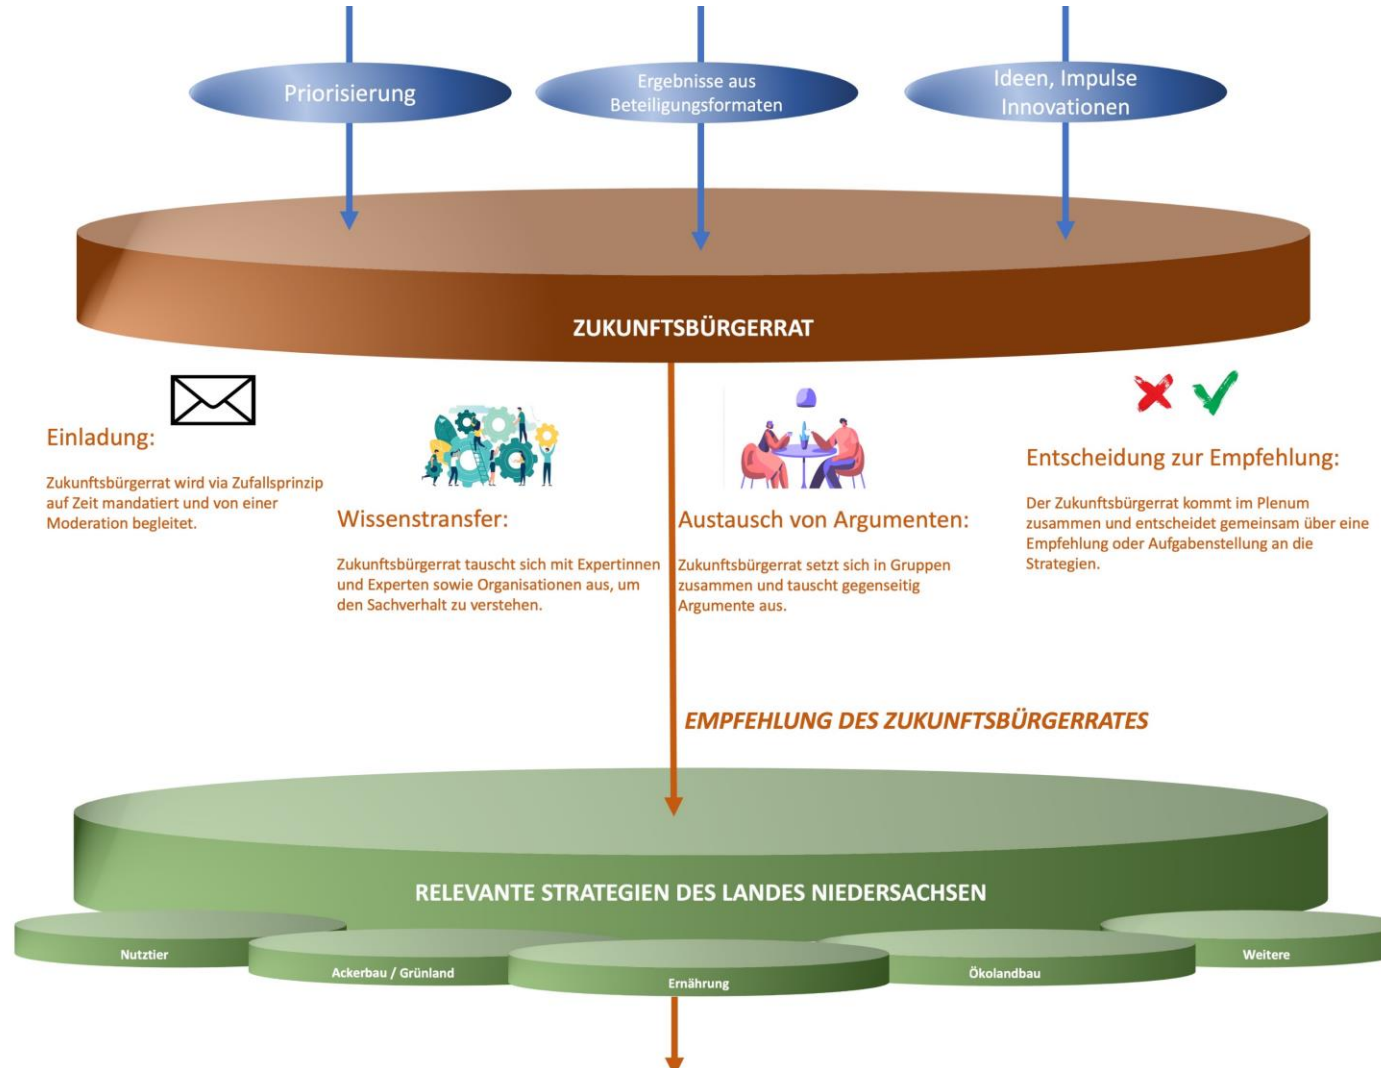 Priorisierung
Ergebnisse aus
Beteiligungsformaten
Ideen, Impulse
Innovationen
ZUKUNFTSBÜRGERRAT
Einladung:
Zukunftsbürgerrat wird via Zufallsprinzip
auf Zeit mandatiert und von einer
Moderation begleitet.
Wissenstransfer:
Zukunftsbürgerrat tauscht sich mit Expertinnen
und Experten sowie Organisationen aus, um
den Sachverhalt zu verstehen.
Austausch von Argumenten:
Zukunftsbürgerrat setzt sich in Gruppen
zusammen und tauscht gegenseitig
Argumente aus.
Entscheidung zur Empfehlung:
Der Zukunftsbürgerrat kommt im Plenum
zusammen und entscheidet gemeinsam über eine
Empfehlung oder Aufgabenstellung an die
Strategien.
EMPFEHLUNG DES ZUKUNFTSBÜRGERRATES
RELEVANTE STRATEGIEN DES LANDES NIEDERSACHSEN
Nutztier
Ackerbau / Grünland
Ernährung
Ökolandbau
Weitere